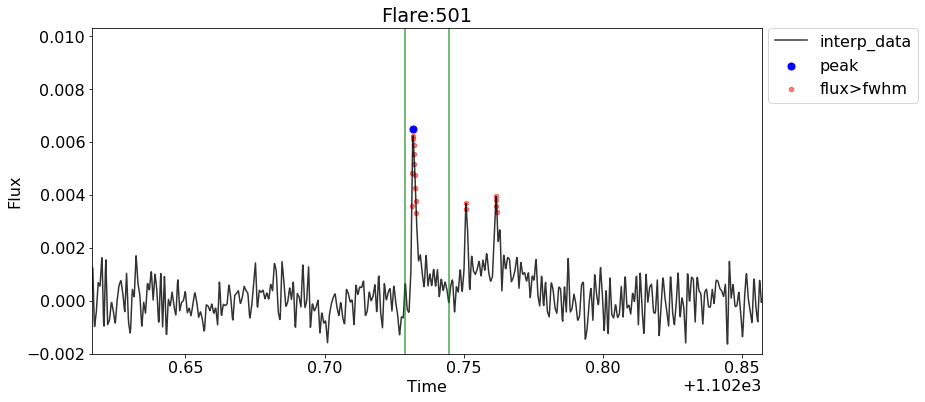 Flare:501
0.010
0.008
0.006
0.004
0.002
0.000
−0.002
Flux
0.65
0.70
0.75
0.80
0.85
Time
+1.102e3
interp_data
peak
flux>fwhm